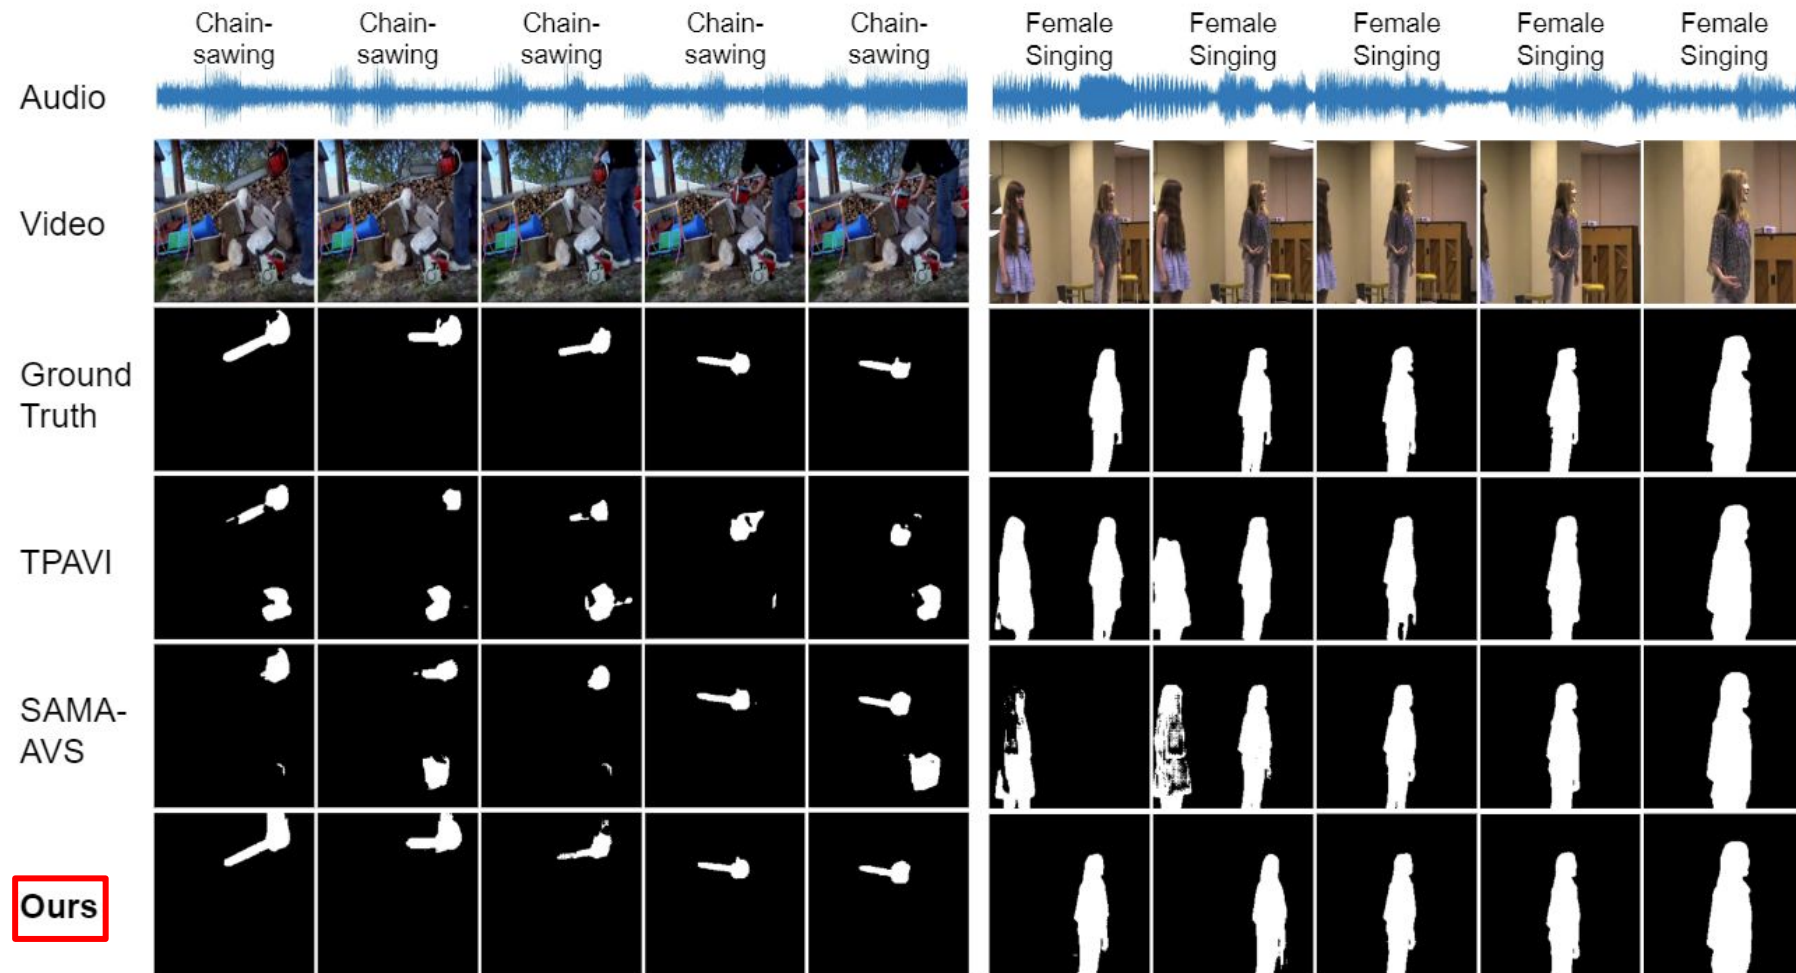 Chain-
sawing
Chain-
sawing
Chain-
sawing
Chain-
sawing
Chain-
sawing
Female
Singing
Female
Singing
Female
Singing
Female
Singing
Female
Singing
Audio
Video
Ground
Truth
TPAVI
SAMA-
AVS
Ours